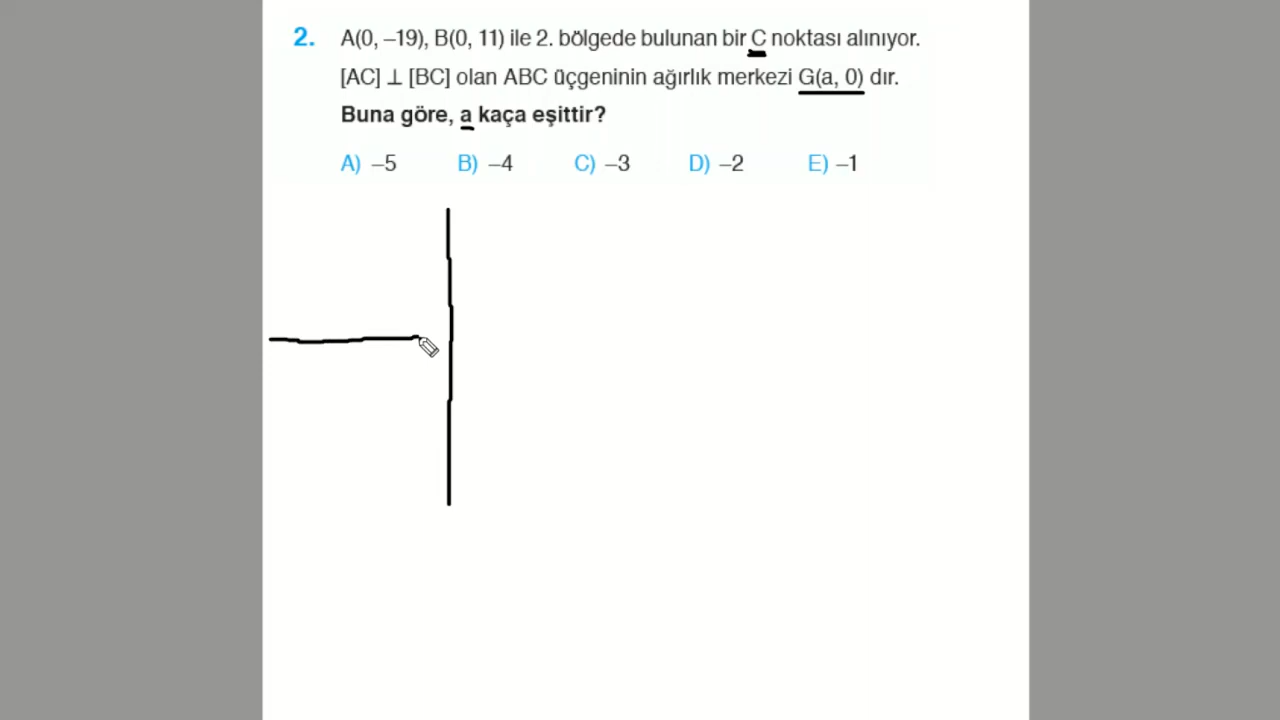 2. A(0, –19), B(0, 11) ile 2. bölgede bulunan bir C noktası alınıyor.
[AC] ⊥ [BC] olan ABC üçgeninin ağırlık merkezi G(a, 0) dır.
Buna göre, a kaça eşittir?
A) –5 B) –4 C) –3 D) –2 E) –1